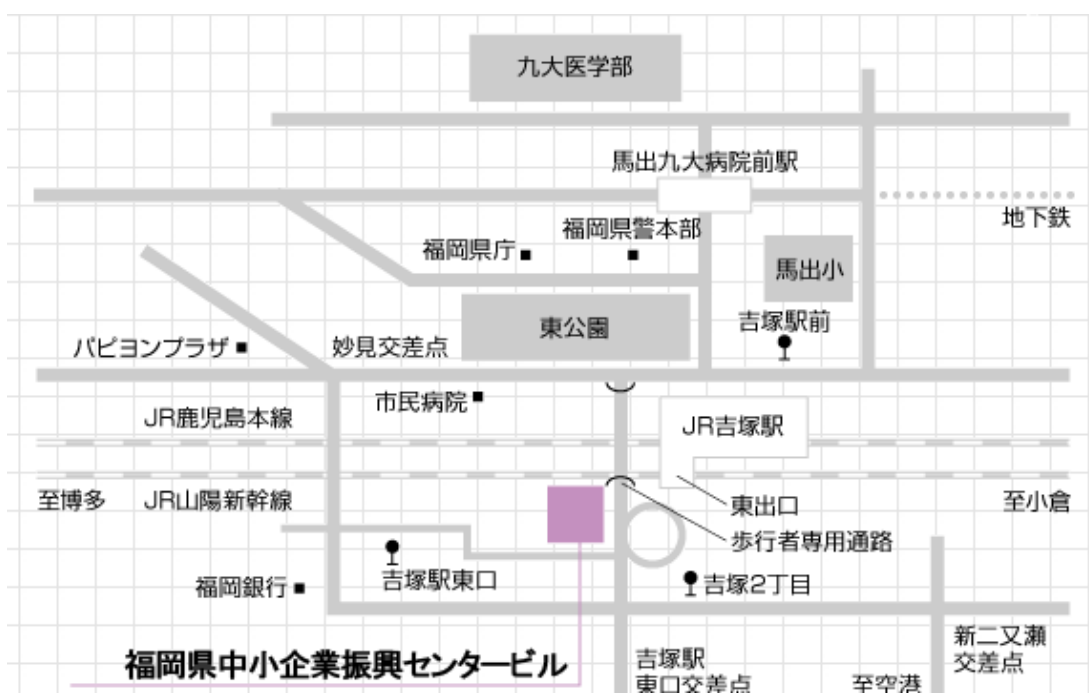 九大医学部
馬出九大病院前駅
地下鉄
福岡県警本部
福岡県庁
馬出小
東公園
吉塚駅前
パピヨンプラザ
妙見交差点
市民病院
JR鹿児島本線
JR吉塚駅
至博多
JR山陽新幹線
東出口
至小倉
歩行者専用通路
吉塚駅東口
吉塚2丁目
福岡銀行
新二又瀬
交差点
福岡県中小企業振興センタービル
吉塚駅
東口交差点
至空港